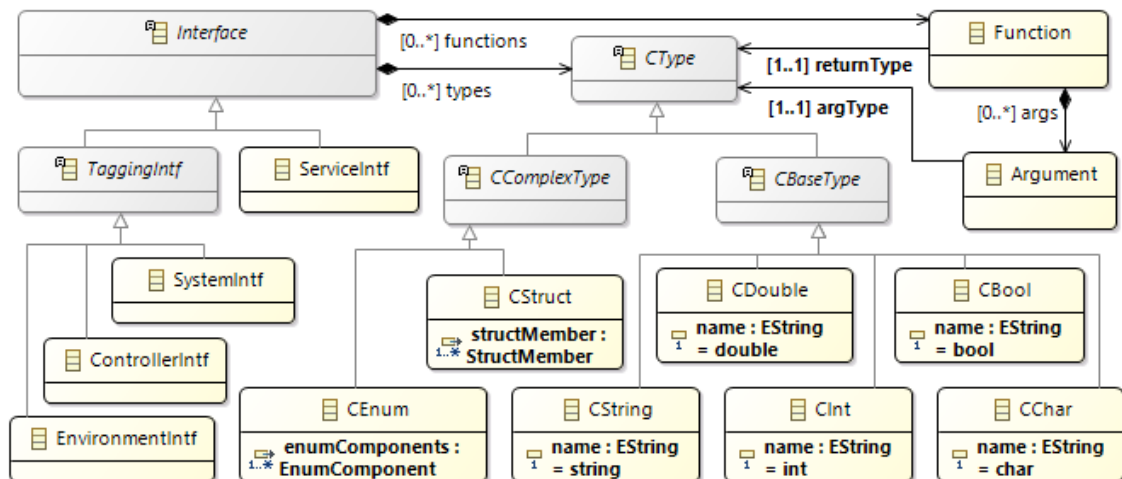 Interface
[0..*] functions
Function
CType
[1..1] returnType
[0..*] types
[1..1] argType
[0..*] args
TaggingIntf
ServiceIntf
CComplexType
CBaseType
Argument
SystemIntf
CStruct
structMember :
1..*
StructMember
CDouble
name : EString
1
= double
CBool
name : EString
1
= bool
ControllerIntf
EnvironmentIntf
CEnum
enumComponents :
1..*
EnumComponent
CString
name : EString
1
= string
CInt
name : EString
1
= int
CChar
name : EString
1
= char